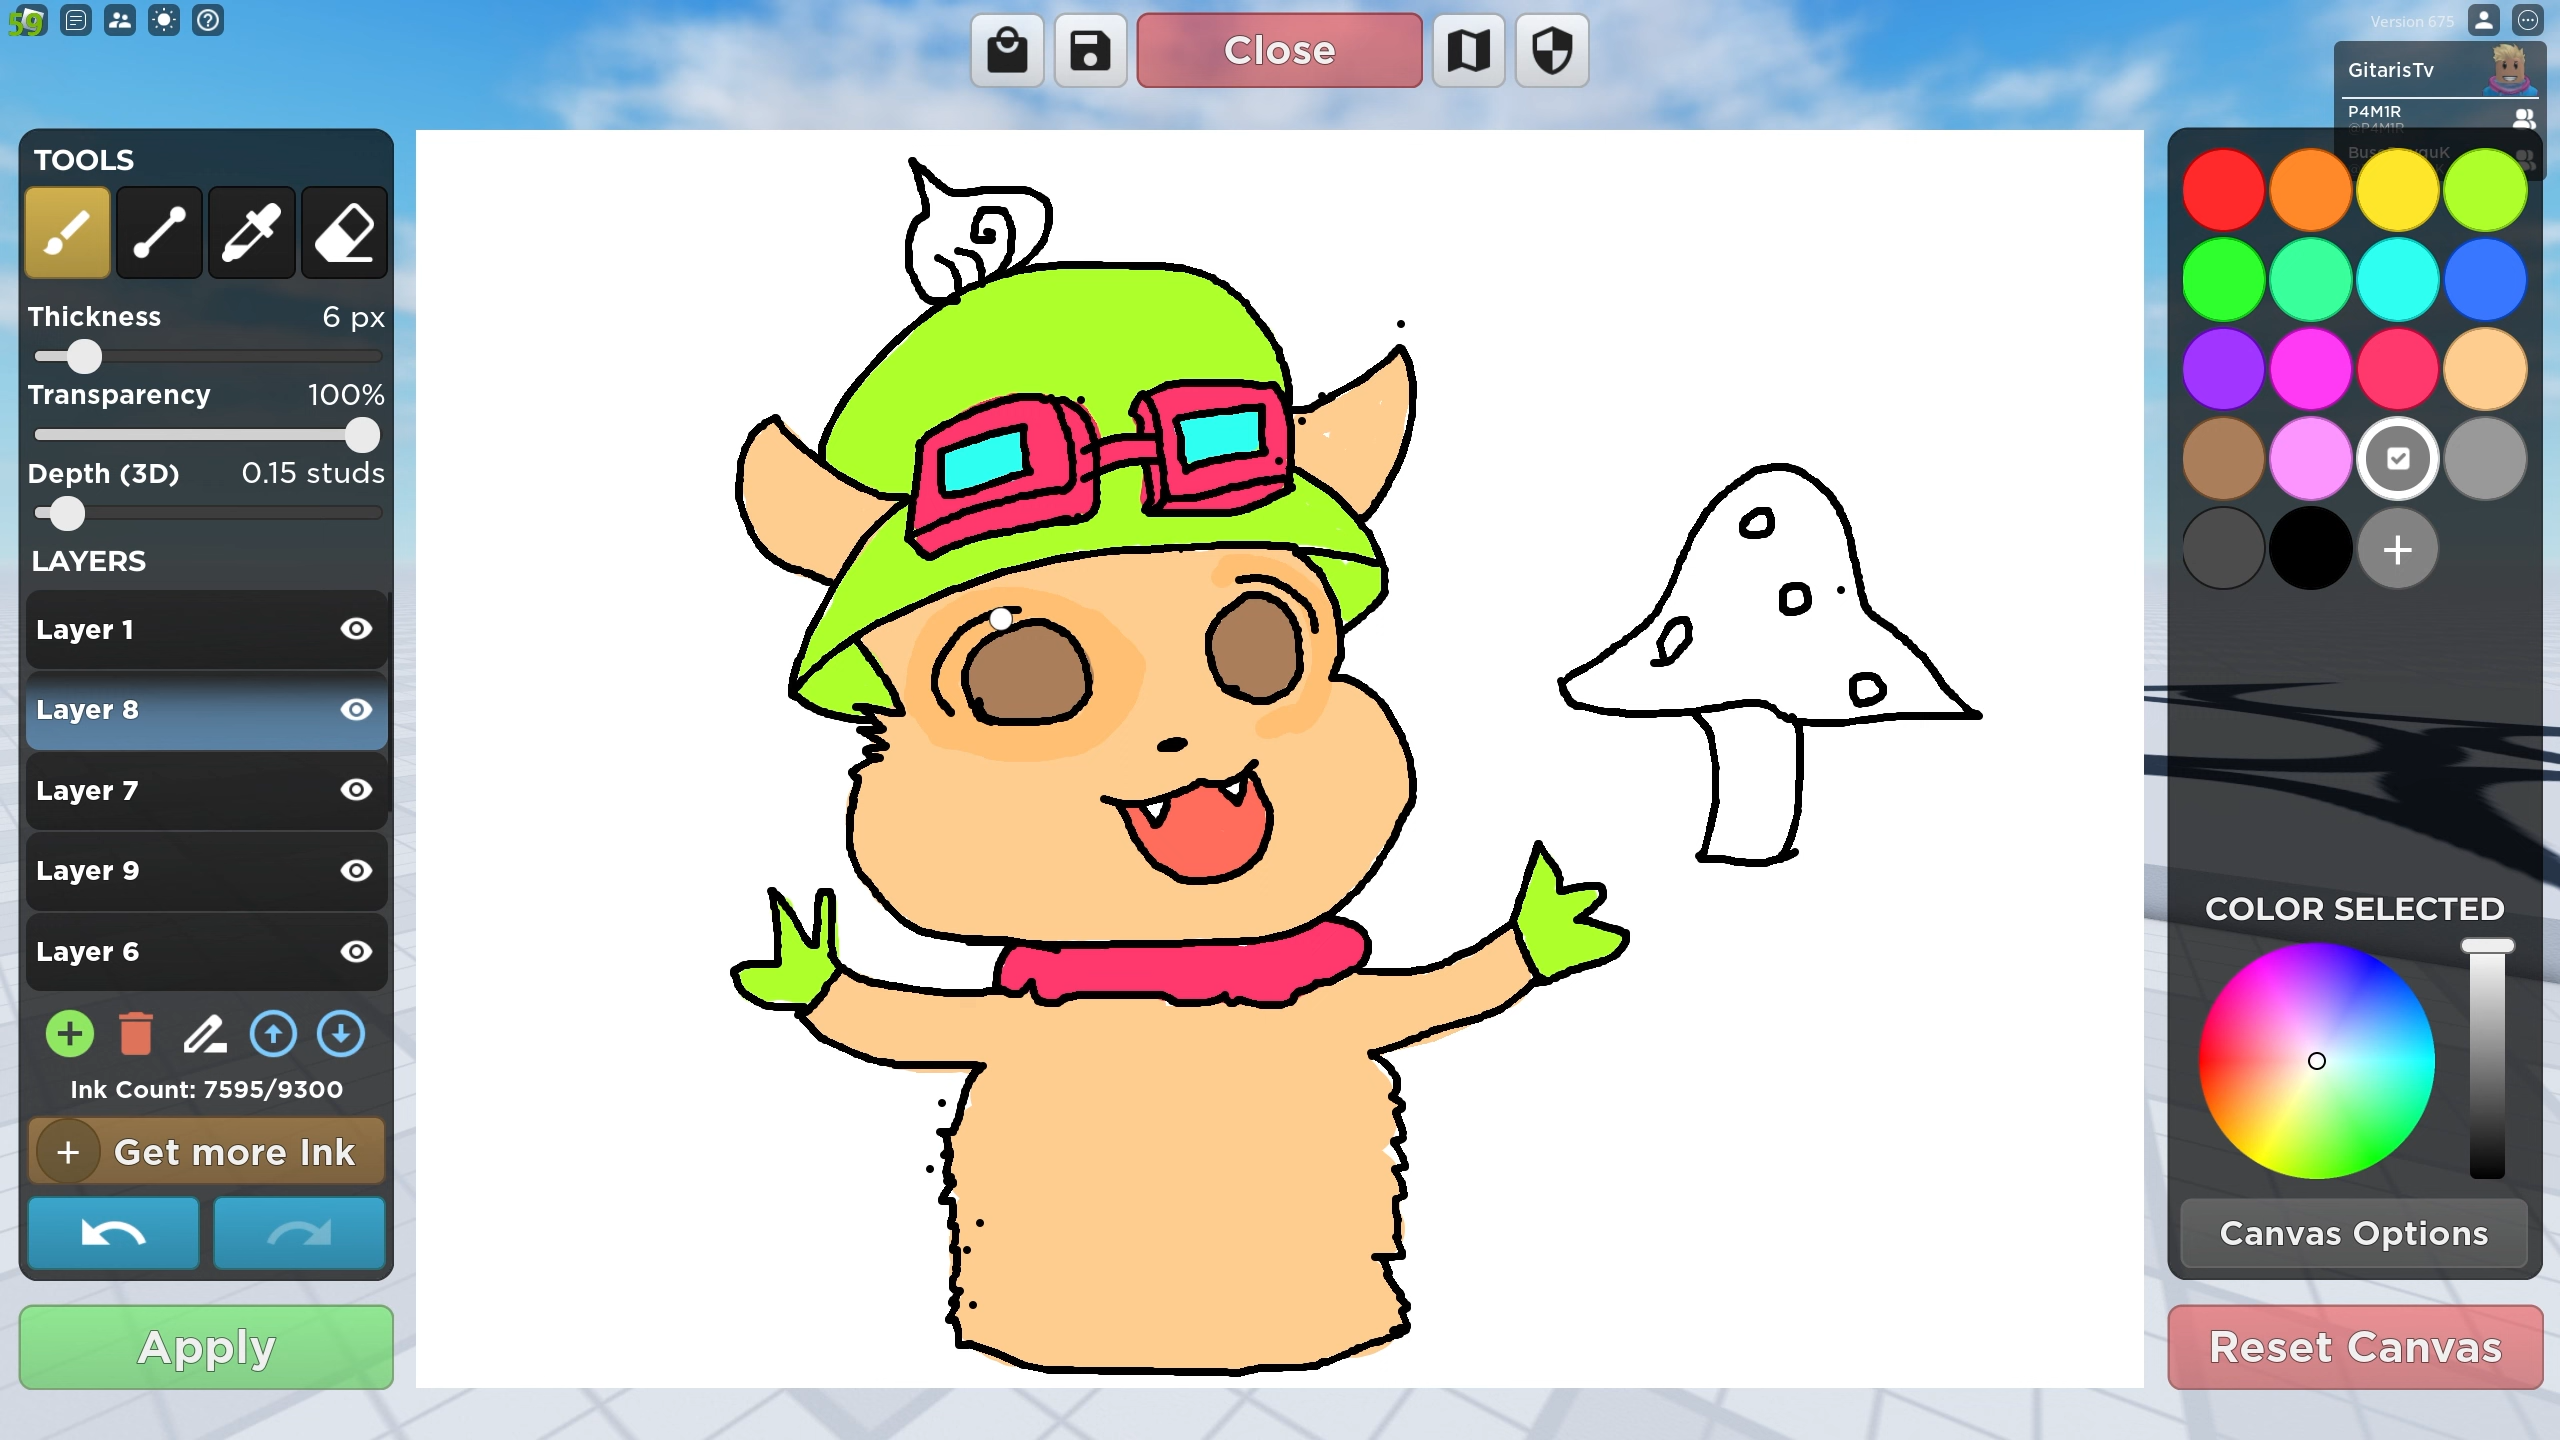 59
Close
Version 675
GitarisTv
P4M1R
@P4M1R
TOOLS
Thickness 6 px
Transparency 100%
Depth (3D) 0.15 studs
LAYERS
Layer 1
Layer 8
Layer 7
Layer 9
Layer 6
Ink Count: 7595/9300
+ Get more Ink
Apply
COLOR SELECTED
Canvas Options
Reset Canvas